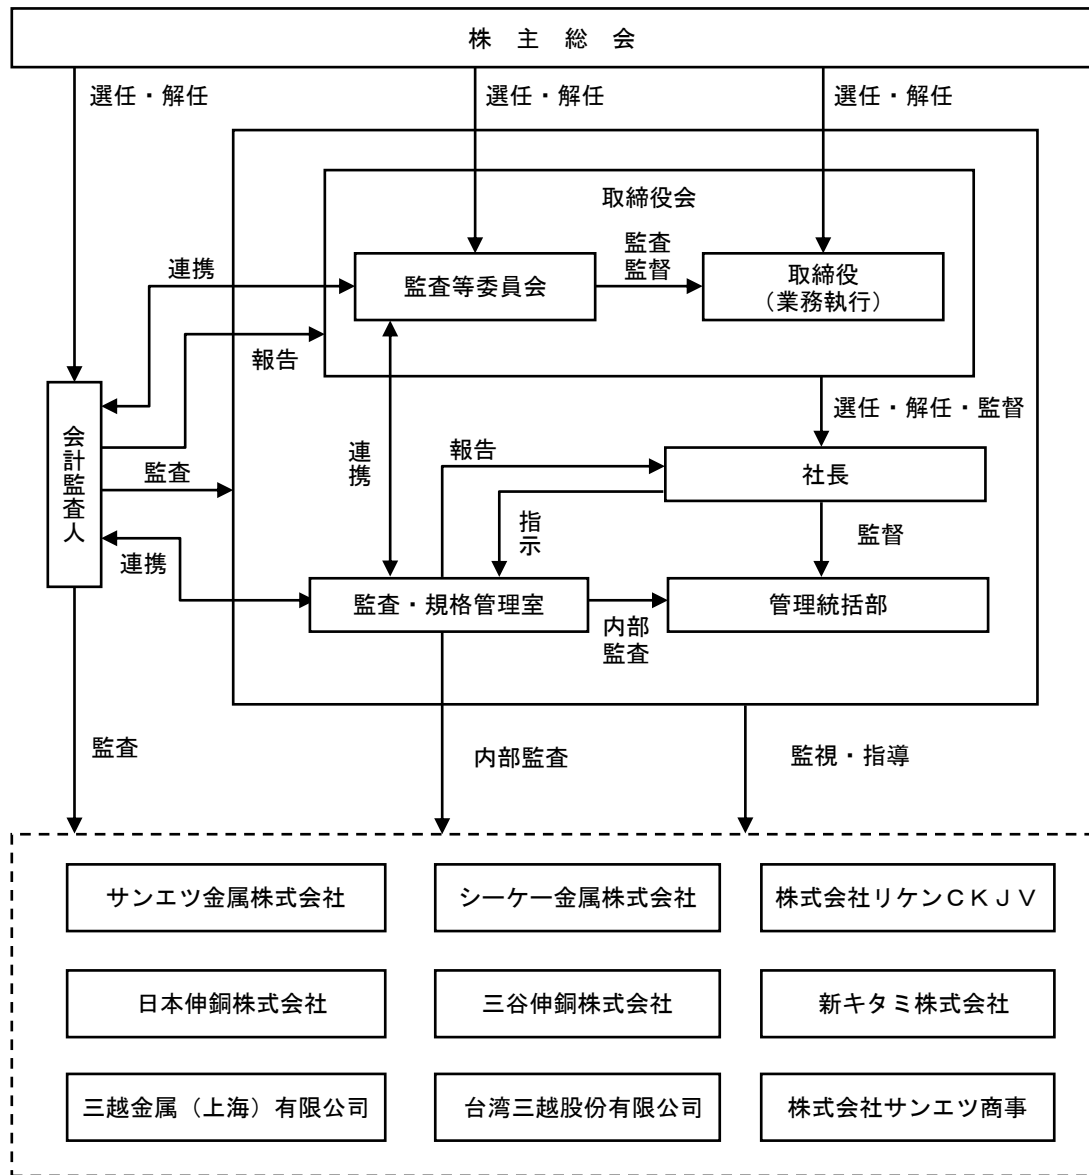 株　主　総　会
選任・解任
選任・解任
選任・解任
取締役会
監査
監督
連携
監査等委員会
取締役
（業務執行）
報告
選任・解任・監督
会計監査人
連携
報告
社長
監査
指示
監督
連携
監査・規格管理室
管理統括部
内部
監査
監査
内部監査
監視・指導
サンエツ金属株式会社
シーケー金属株式会社
株式会社リケンＣＫＪＶ
日本伸銅株式会社
三谷伸銅株式会社
新キタミ株式会社
三越金属（上海）有限公司
台湾三越股份有限公司
株式会社サンエツ商事